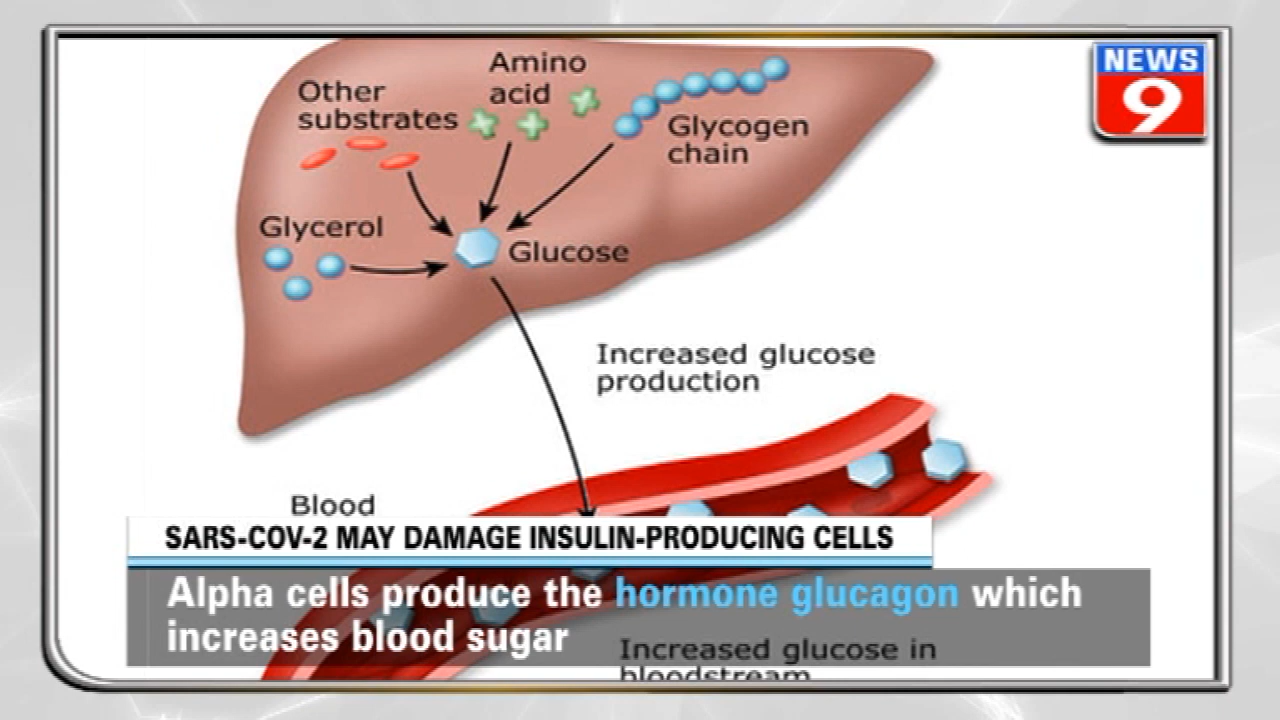 NEWS
9
Amino
acid
Other
substrates
Glycogen
chain
Glycerol
Glucose
Increased glucose
production
Blood
SARS-COV-2 MAY DAMAGE INSULIN-PRODUCING CELLS
Alpha cells produce the hormone glucagon which
increases blood sugar
Increased glucose in
bloodstream